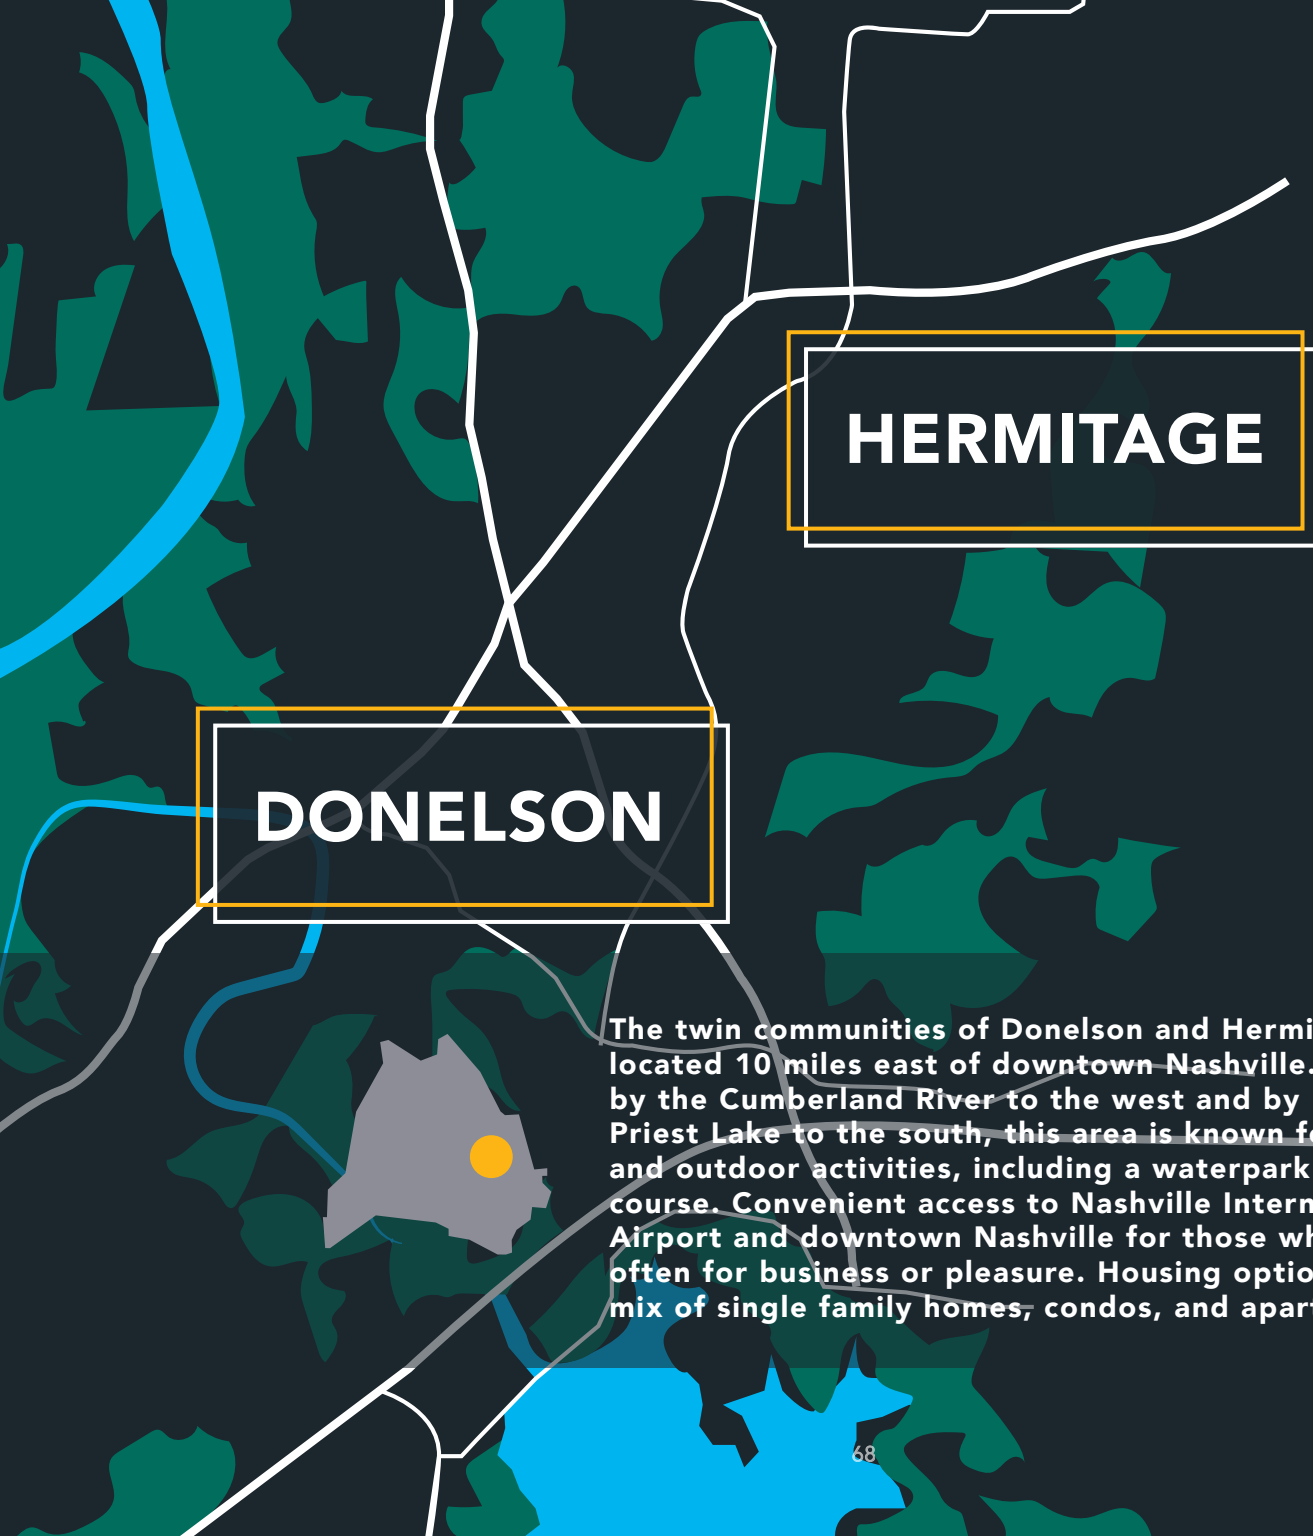 HERMITAGE
DONELSON
The twin communities of Donelson and Hermi
located 10 miles east of downtown Nashville.
by the Cumberland River to the west and by
Priest Lake to the south, this area is known f
and outdoor activities, including a waterpark
course. Convenient access to Nashville Intern
Airport and downtown Nashville for those wh
often for business or pleasure. Housing optio
mix of single family homes, condos, and apar
68